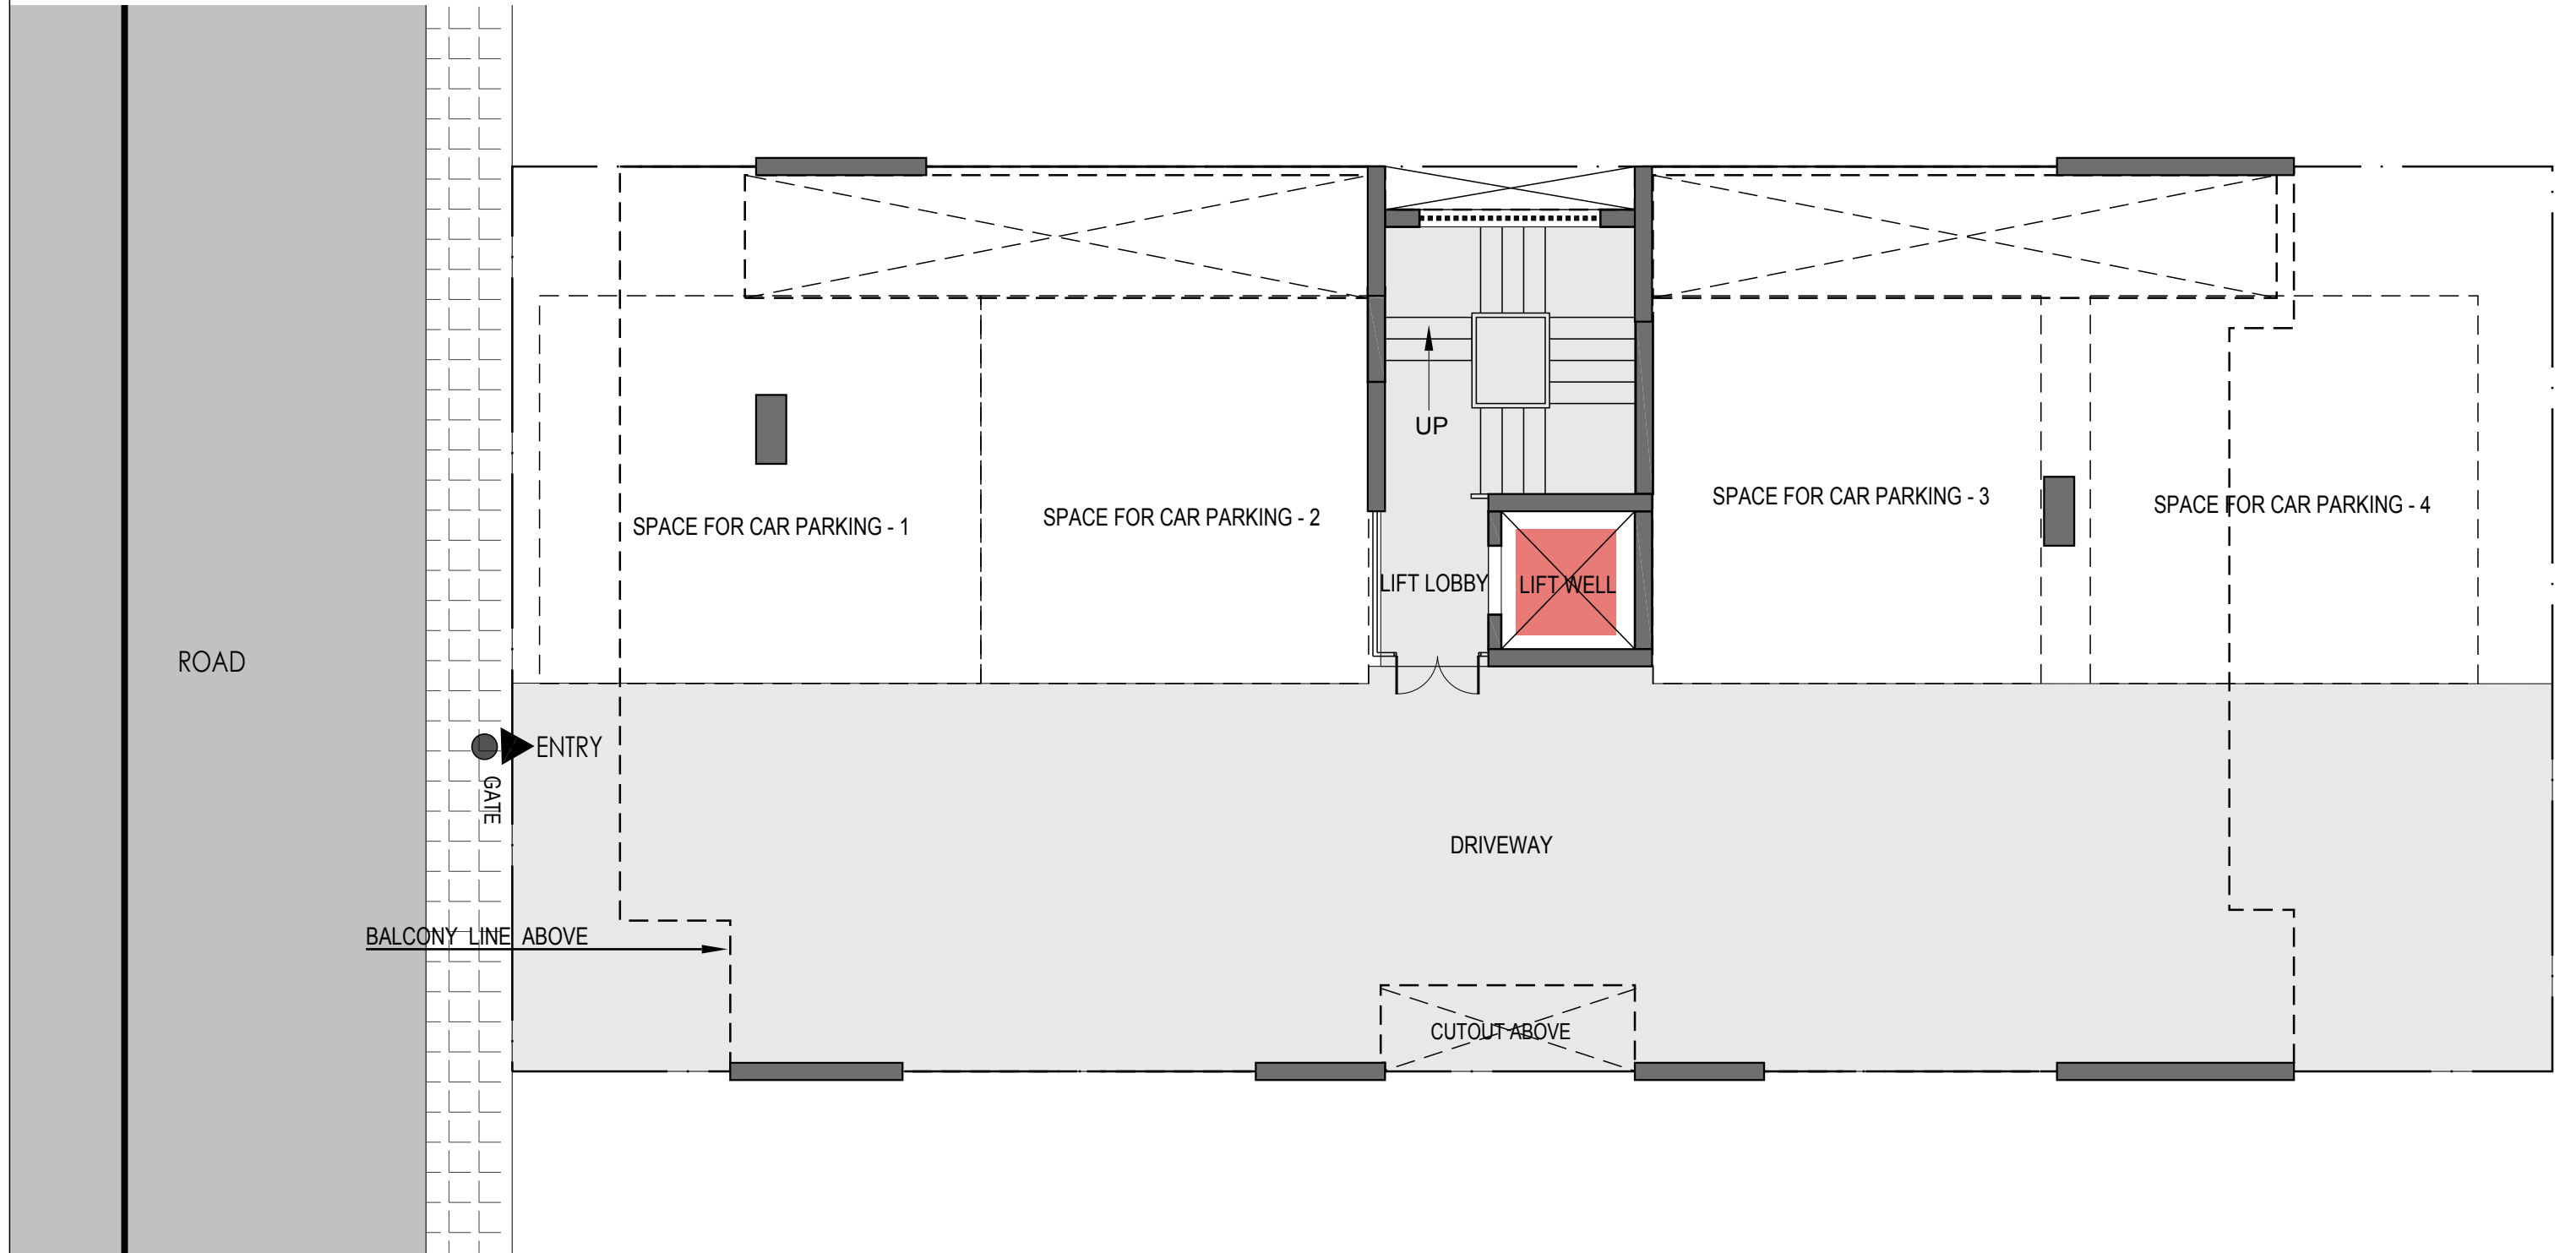 UP
SPACE FOR CAR PARKING - 1
SPACE FOR CAR PARKING - 2
SPACE FOR CAR PARKING - 3
SPACE FOR CAR PARKING - 4
LIFT LOBBY
LIFT WELL
ROAD
ENTRY
GATE
DRIVEWAY
BALCONY LINE ABOVE
CUTOUT ABOVE